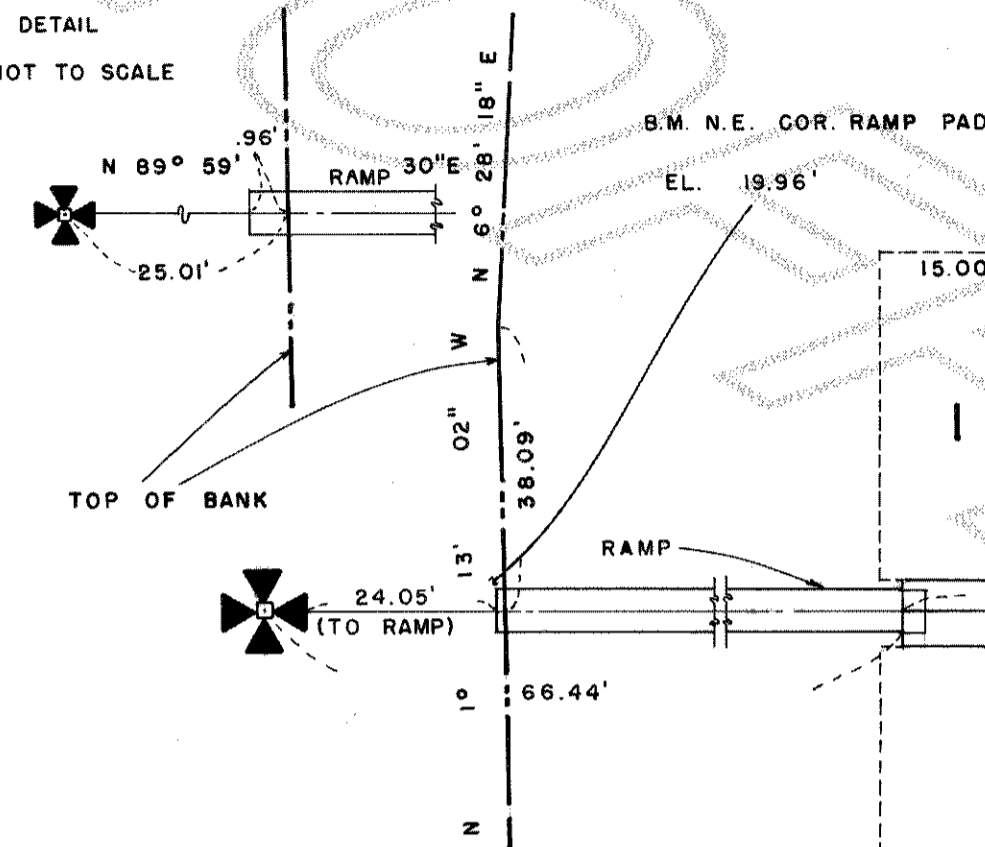 DETAIL
NOT TO SCALE
N 89° 59' 30"E
.96'
RAMP
25.01'
N 6° 28' 18" E
B.M. N.E. COR. RAMP PAD
EL. 19.96'
15.00
TOP OF BANK
N 1° 13' 02" W
38.09'
I
RAMP
24.05'
(TO RAMP)
66.44'